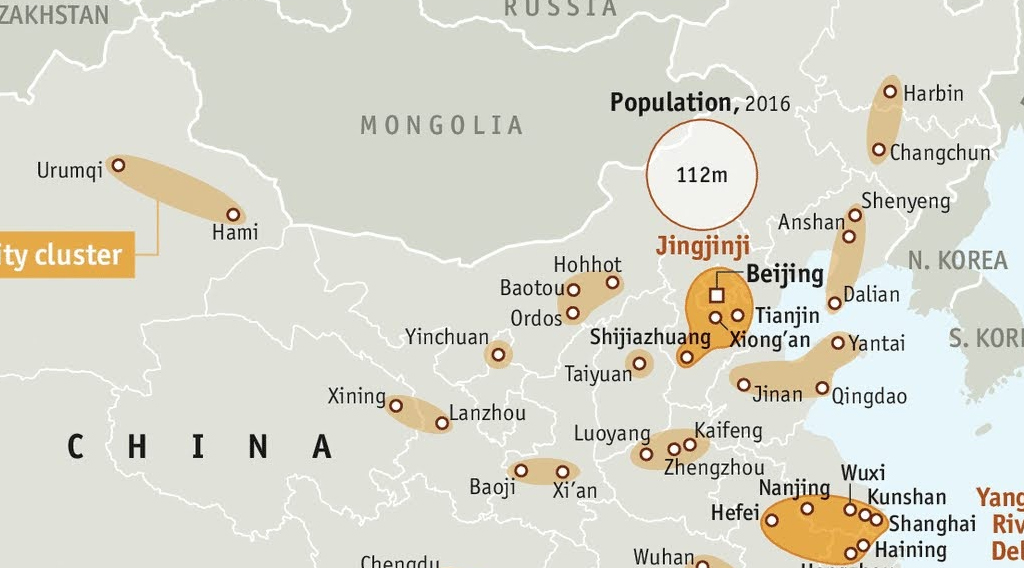 ZAKHSTAN
RUSSIA
MONGOLIA
Population, 2016
112m
Jingjinji
Harbin
Changchun
Urumqi
Hami
ity cluster
Shenyeng
Anshan
Dalian
N. KOREA
S. KOR
Hohhot
Baotou
Ordos
Beijing
Tianjin
Shijiazhuang
Xiong'an
Yinchuan
Taiyuan
Yantai
Jinan
Qingdao
Xining
Lanzhou
CHINA
Luoyang
Kaifeng
Zhengzhou
Baoji
Xi'an
Wuxi
Nanjing
Kunshan
Hefei
Shanghai
Haining
Yang
Riv
Del
Chengdu
Wuhan